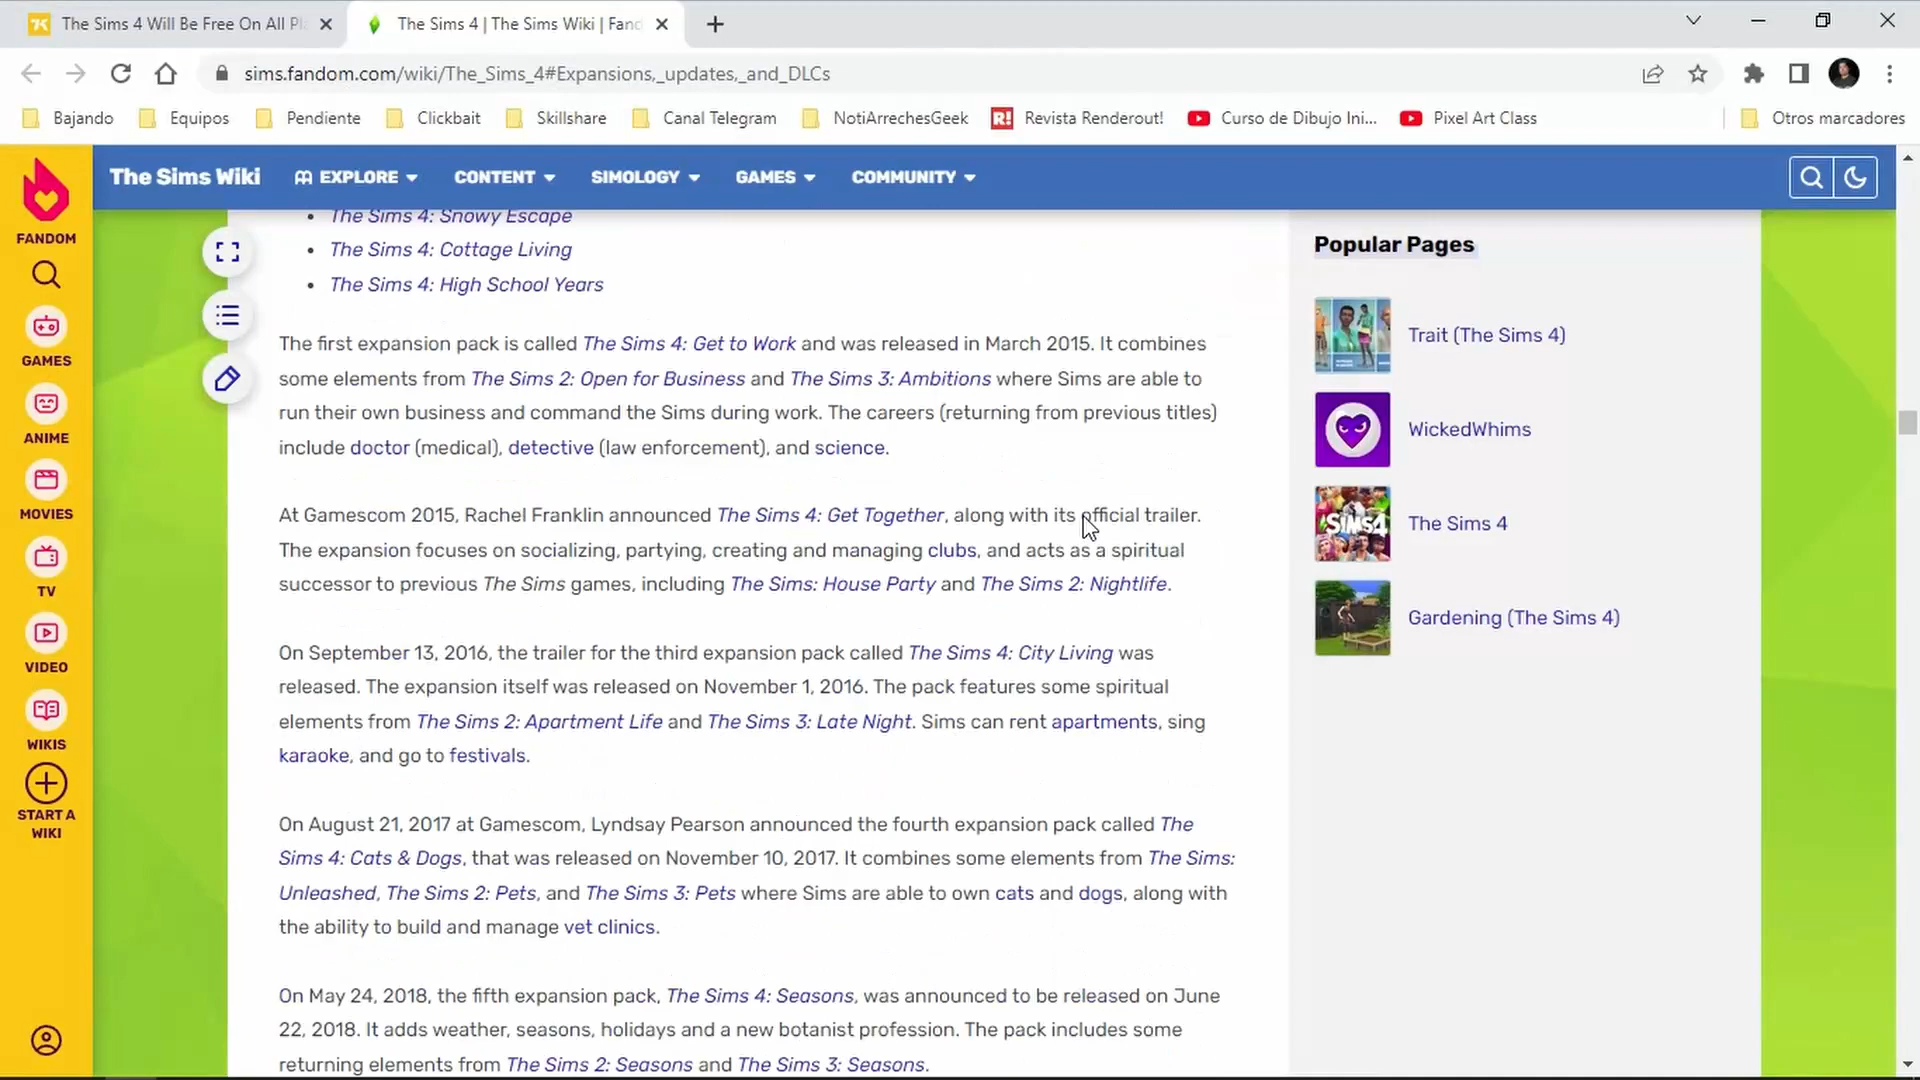 The Sims 4 Will Be Free On All Pl
The Sims 4 | The Sims Wiki | Fand
sims.fandom.com/wiki/The_Sims_4#Expansions,_updates,_and_DLCs
Bajando Equipos Pendiente Clickbait Skillshare Canal Telegram NotiArrechesGeek R! Revista Renderout! Curso de Dibujo Ini... Pixel Art Class Otros marcadores
The Sims Wiki EXPLORE CONTENT SIMOLOGY GAMES COMMUNITY
FANDOM
GAMES
ANIME
MOVIES
TV
VIDEO
WIKIS
START A
WIKI
• The Sims 4: Snowy Escape
• The Sims 4: Cottage Living
• The Sims 4: High School Years
The first expansion pack is called The Sims 4: Get to Work and was released in March 2015. It combines
some elements from The Sims 2: Open for Business and The Sims 3: Ambitions where Sims are able to
run their own business and command the Sims during work. The careers (returning from previous titles)
include doctor (medical), detective (law enforcement), and science.
At Gamescom 2015, Rachel Franklin announced The Sims 4: Get Together, along with its official trailer.
The expansion focuses on socializing, partying, creating and managing clubs, and acts as a spiritual
successor to previous The Sims games, including The Sims: House Party and The Sims 2: Nightlife.
On September 13, 2016, the trailer for the third expansion pack called The Sims 4: City Living was
released. The expansion itself was released on November 1, 2016. The pack features some spiritual
elements from The Sims 2: Apartment Life and The Sims 3: Late Night. Sims can rent apartments, sing
karaoke, and go to festivals.
On August 21, 2017 at Gamescom, Lyndsay Pearson announced the fourth expansion pack called The
Sims 4: Cats & Dogs, that was released on November 10, 2017. It combines some elements from The Sims:
Unleashed, The Sims 2: Pets, and The Sims 3: Pets where Sims are able to own cats and dogs, along with
the ability to build and manage vet clinics.
On May 24, 2018, the fifth expansion pack, The Sims 4: Seasons, was announced to be released on June
22, 2018. It adds weather, seasons, holidays and a new botanist profession. The pack includes some
returning elements from The Sims 2: Seasons and The Sims 3: Seasons.
Popular Pages
Trait (The Sims 4)
WickedWhims
SIMS4
The Sims 4
Gardening (The Sims 4)